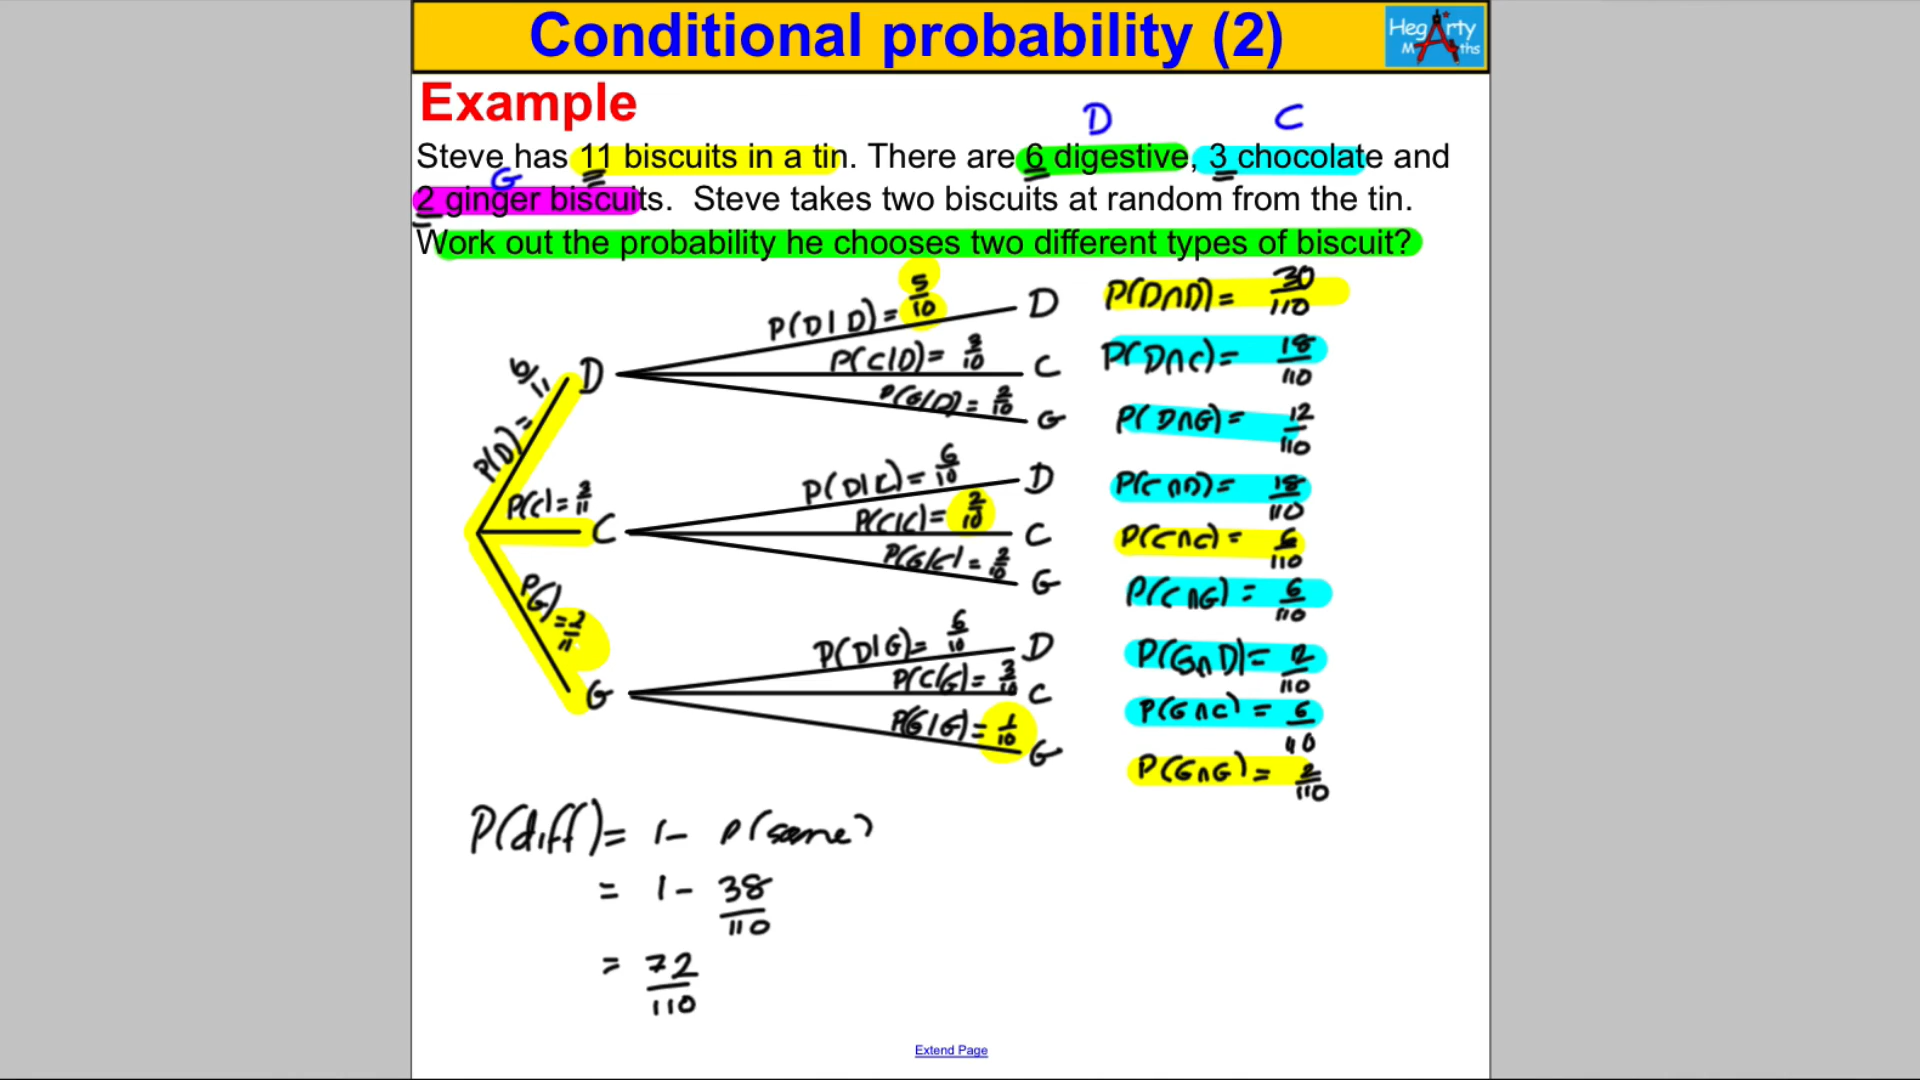 Conditional probability (2)
Hegarty
Maths
Example
D
C
Steve has 11 biscuits in a tin. There are 6 digestive, 3 chocolate and
G
2 ginger biscuits. Steve takes two biscuits at random from the tin.
Work out the probability he chooses two different types of biscuit?
P(D) = 6/11
D
P(D|D) = 5/10
D
P(D∩D) = 30/110
P(C|D) = 3/10
C
P(D∩C) = 18/110
P(G|D) = 2/10
G
P(D∩G) = 12/110
P(C) = 3/11
C
P(D|C) = 6/10
D
P(C∩D) = 18/110
P(C|C) = 2/10
C
P(C∩C) = 6/110
P(G|C) = 2/10
G
P(C∩G) = 6/110
P(G) = 2/11
G
P(D|G) = 6/10
D
P(G∩D) = 12/110
P(C|G) = 3/10
C
P(G∩C) = 6/110
P(G|G) = 1/10
G
P(G∩G) = 2/110
P(diff) = 1 - P(same)
= 1 - 38/110
= 72/110
Extend Page